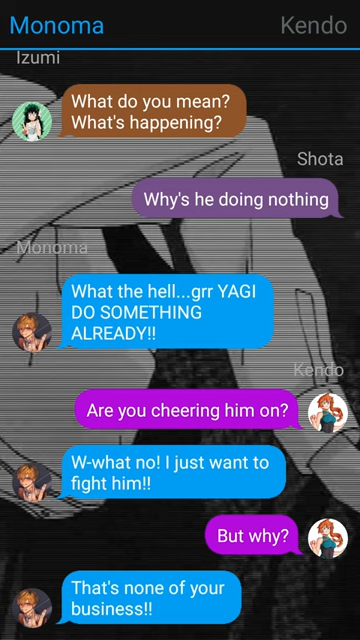 Monoma Kendo
Izumi
What do you mean?
What's happening?
Shota
Why's he doing nothing
Monoma
What the hell...grr YAGI
DO SOMETHING
ALREADY!!
Kendo
Are you cheering him on?
W-what no! I just want to
fight him!!
But why?
That's none of your
business!!